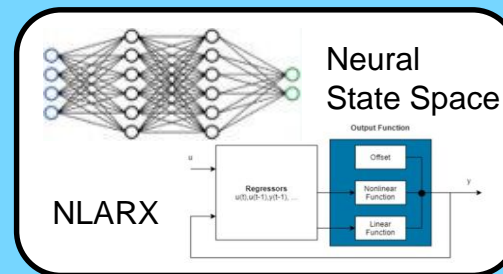 Neural
State Space
Output Function
u
Offset
Regressors
u(t),u(t-1),y(t-1), ...
Nonlinear
Function
y
NLARX
Linear
Function